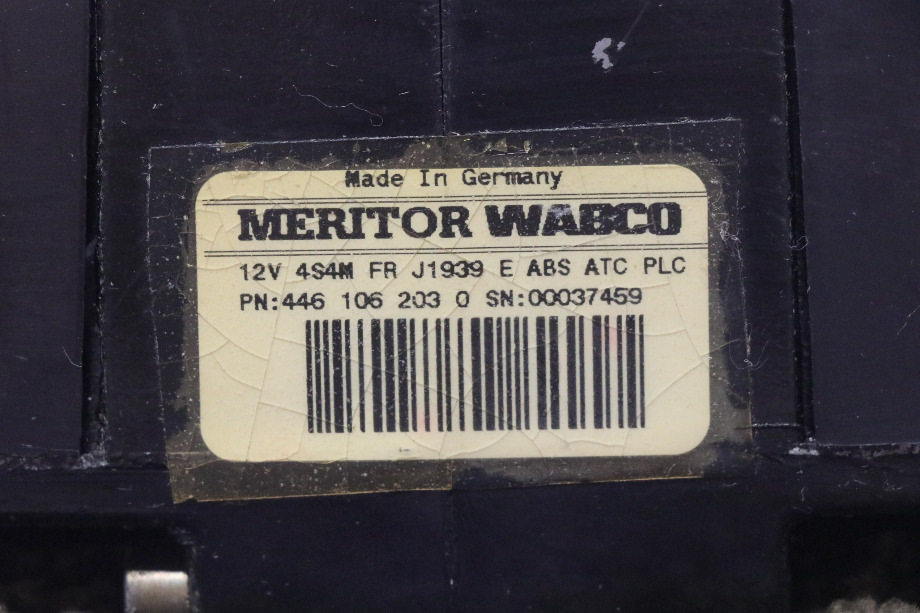 Made In Germany
MERITOR WABCO
12V 4S4M FR J1939 E ABS ATC PLC
PN:446 106 203 0 SN:00037459